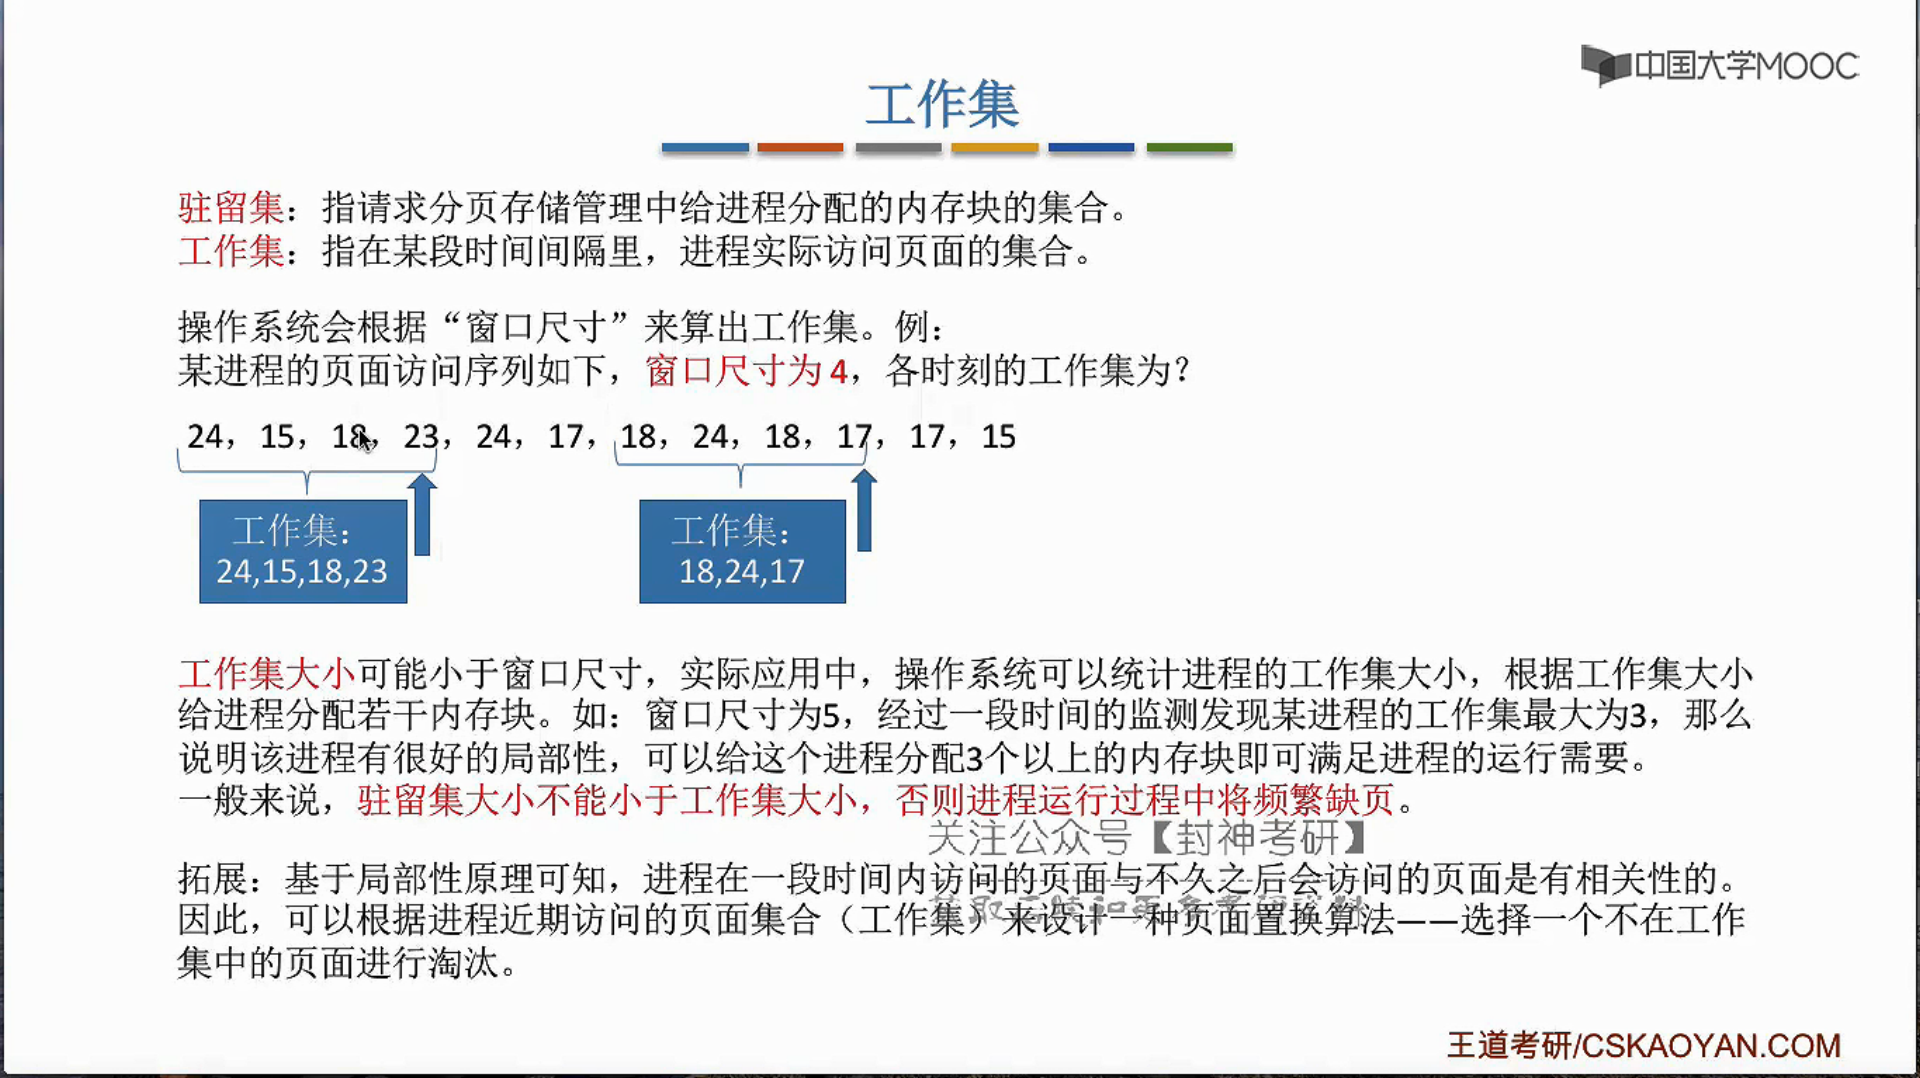 中国大学MOOC
工作集
驻留集：指请求分页存储管理中给进程分配的内存块的集合。
工作集：指在某段时间间隔里，进程实际访问页面的集合。
操作系统会根据“窗口尺寸”来算出工作集。例：
某进程的页面访问序列如下，窗口尺寸为4，各时刻的工作集为？
24，15，18，23，24，17，18，24，18，17，17，15
工作集：
24,15,18,23
工作集：
18,24,17
工作集大小可能小于窗口尺寸，实际应用中，操作系统可以统计进程的工作集大小，根据工作集大小
给进程分配若干内存块。如：窗口尺寸为5，经过一段时间的监测发现某进程的工作集最大为3，那么
说明该进程有很好的局部性，可以给这个进程分配3个以上的内存块即可满足进程的运行需要。
一般来说，驻留集大小不能小于工作集大小，否则进程运行过程中将频繁缺页。
关注公众号【封神考研】
拓展：基于局部性原理可知，进程在一段时间内访问的页面与不久之后会访问的页面是有相关性的。
因此，可以根据进程近期访问的页面集合（工作集）来设计一种页面置换算法——选择一个不在工作
集中的页面进行淘汰。
王道考研/CSKAOYAN.COM